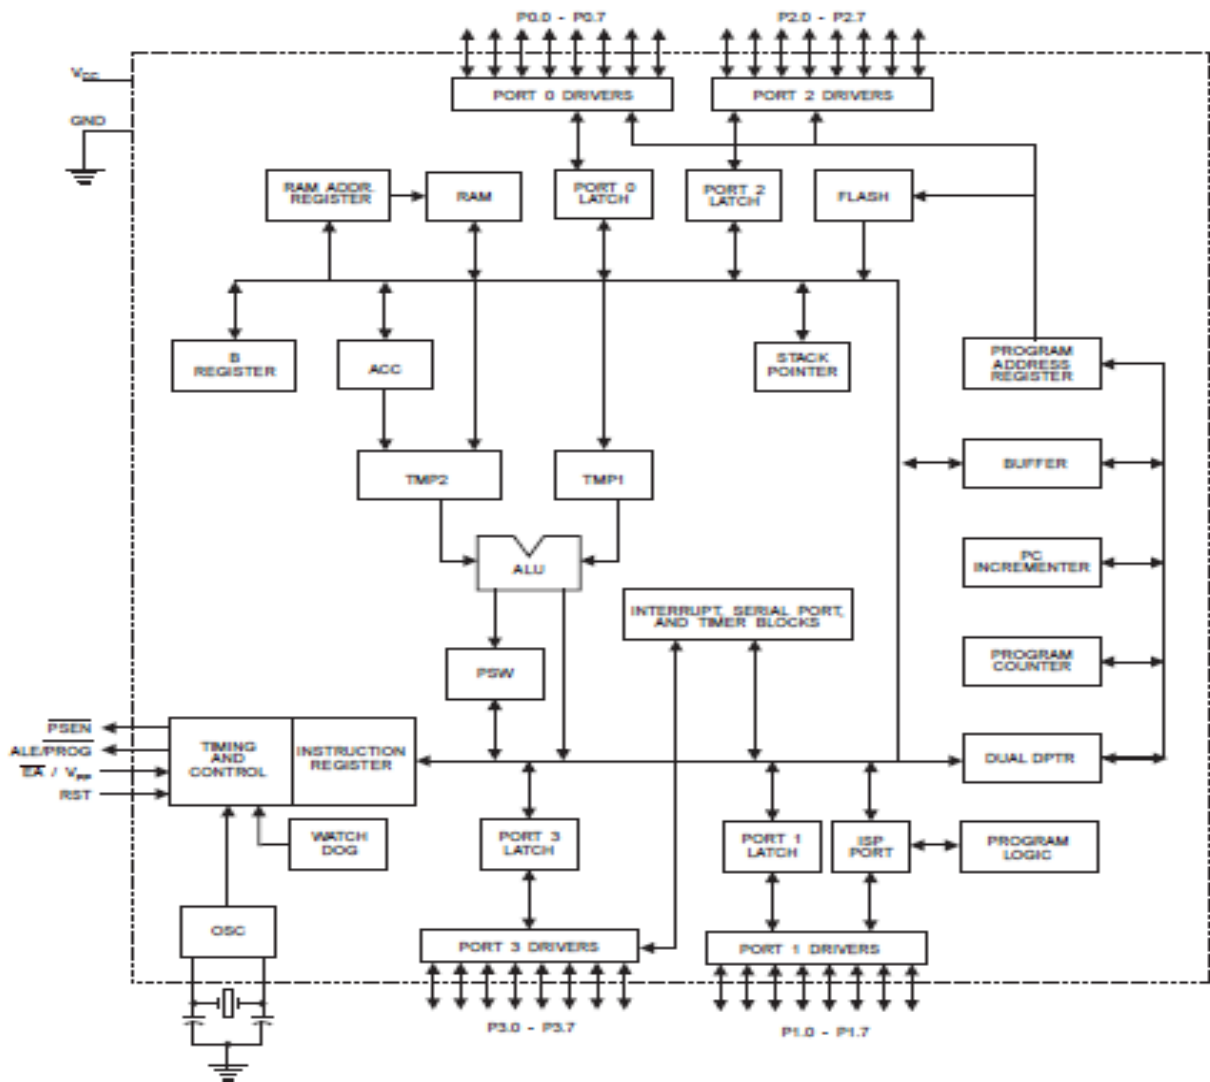 P0.0 - P0.7
P2.0 - P2.7
VCC
PORT 0 DRIVERS
PORT 2 DRIVERS
GND
RAM ADDR.
REGISTER
RAM
PORT 0
LATCH
PORT 2
LATCH
FLASH
B
REGISTER
ACC
STACK
POINTER
PROGRAM
ADDRESS
REGISTER
TMP2
TMP1
BUFFER
ALU
PC
INCREMENTER
INTERRUPT, SERIAL PORT,
AND TIMER BLOCKS
PSW
PROGRAM
COUNTER
PSEN
ALE/PROG
EA / VPP
RST
TIMING
AND
CONTROL
INSTRUCTION
REGISTER
DUAL DPTR
WATCH
DOG
PORT 3
LATCH
PORT 1
LATCH
ISP
PORT
PROGRAM
LOGIC
OSC
PORT 3 DRIVERS
PORT 1 DRIVERS
P3.0 - P3.7
P1.0 - P1.7